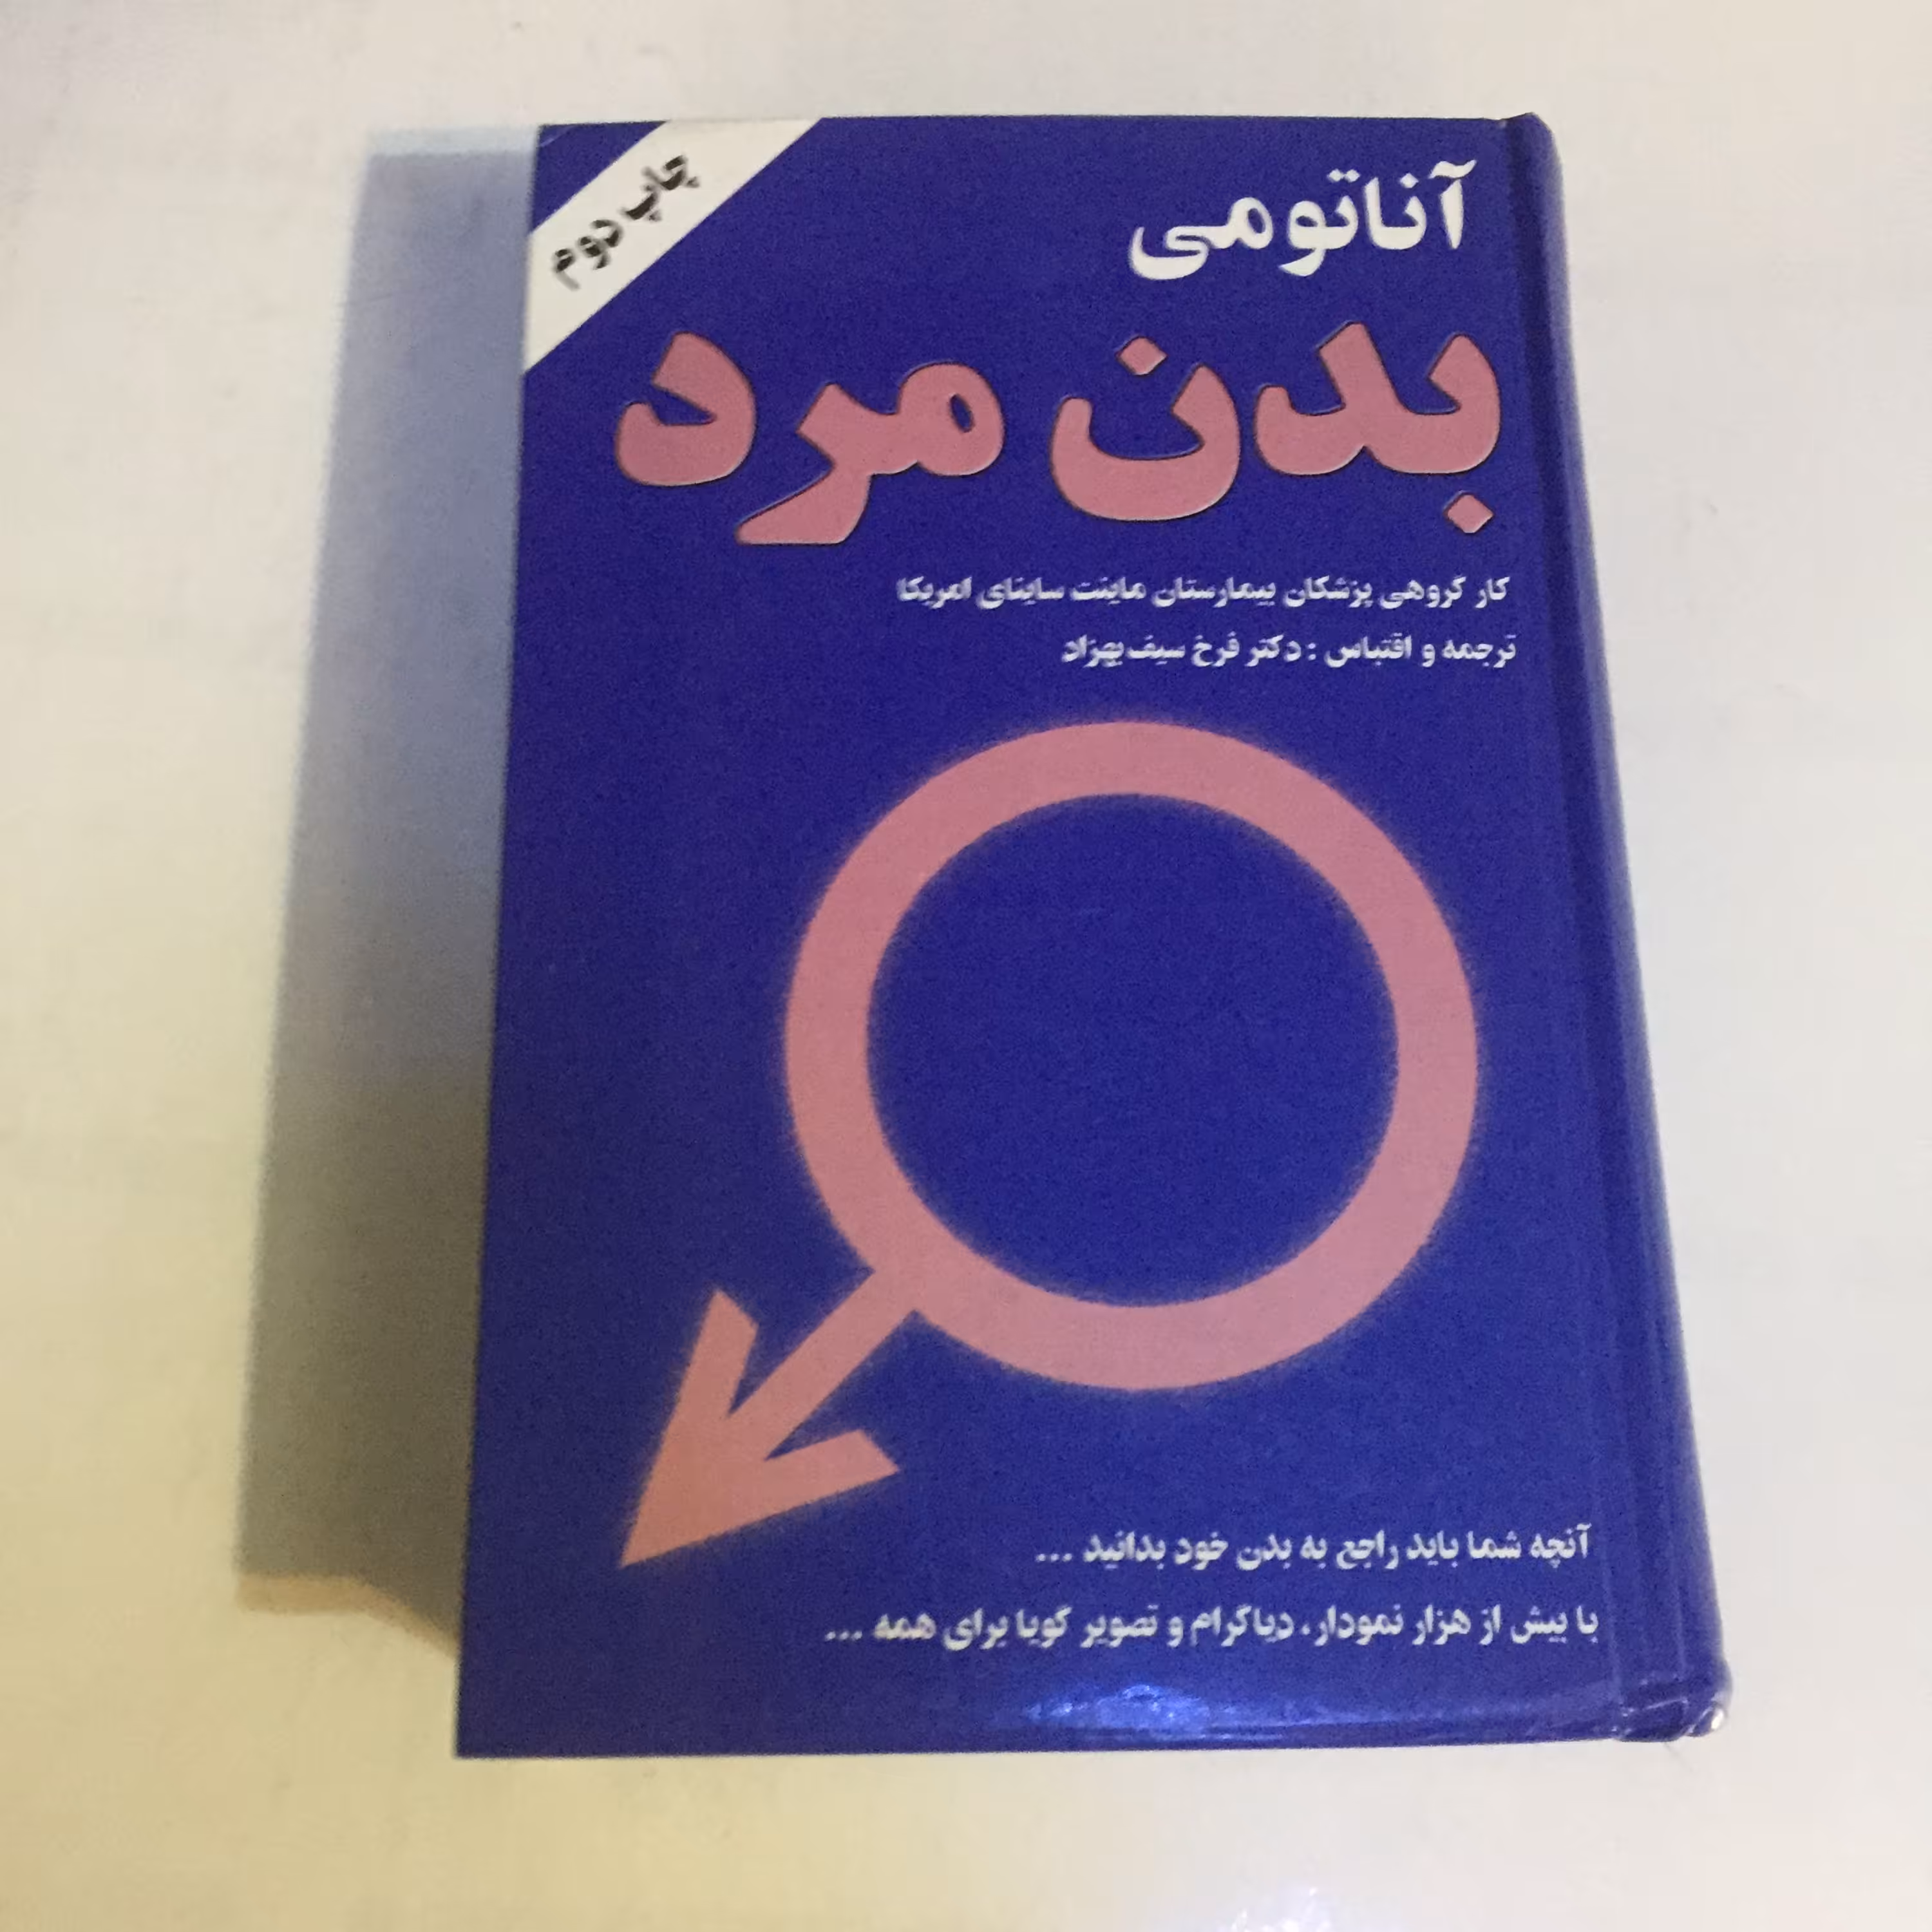 چاپ دوم
آناتومی
بدن مرد
کار گروهی پزشکان بیمارستان ماینت ساینای امریکا
ترجمه و اقتباس : دکتر فرخ سیف‌بهزاد
آنچه شما باید راجع به بدن خود بدانید ...
با بیش از هزار نمودار، دیاگرام و تصویر گویا برای همه ...